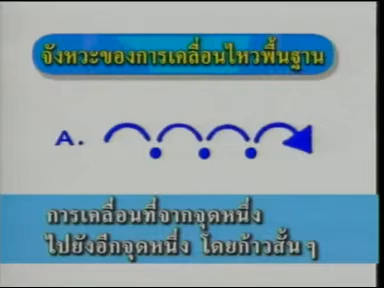 จังหวะของการเคลื่อนไหวพื้นฐาน
A.
การเคลื่อนที่จากจุดหนึ่ง
ไปยังอีกจุดหนึ่ง โดยก้าวสั้น ๆ